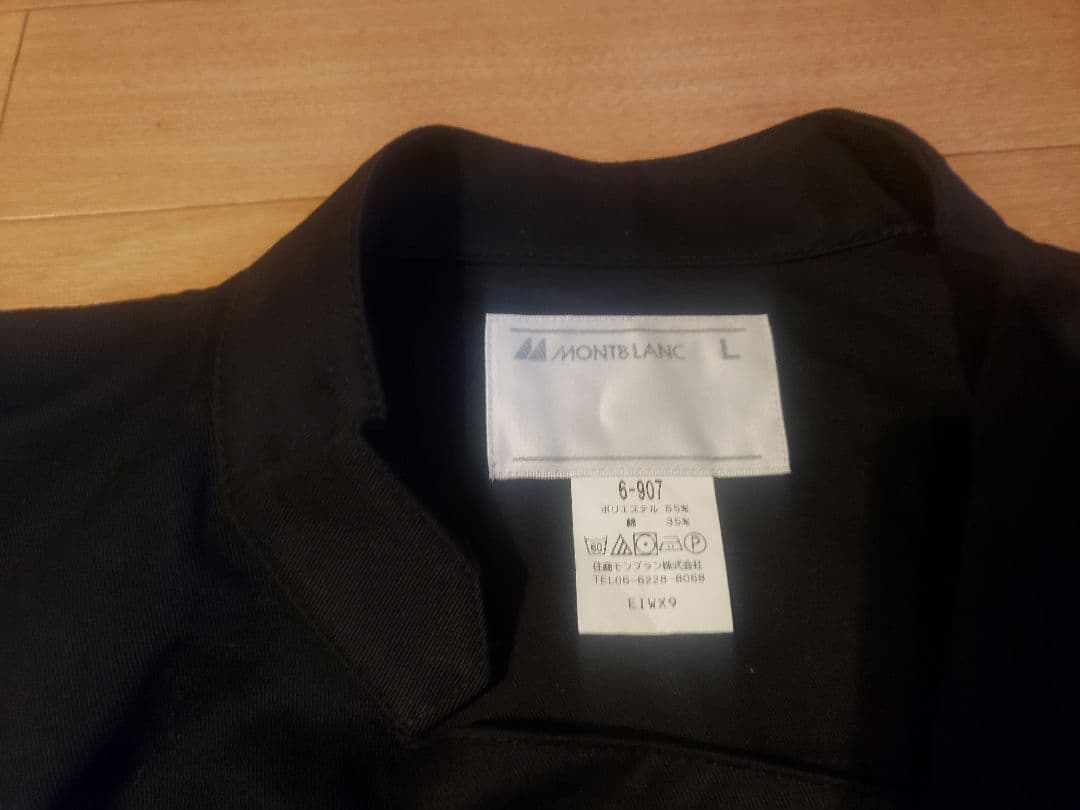 MONTBLANC L
6-907
ポリエステル 65%
綿 35%
60 P
住商モンブラン株式会社
TEL06-6228-8068
EIWX9